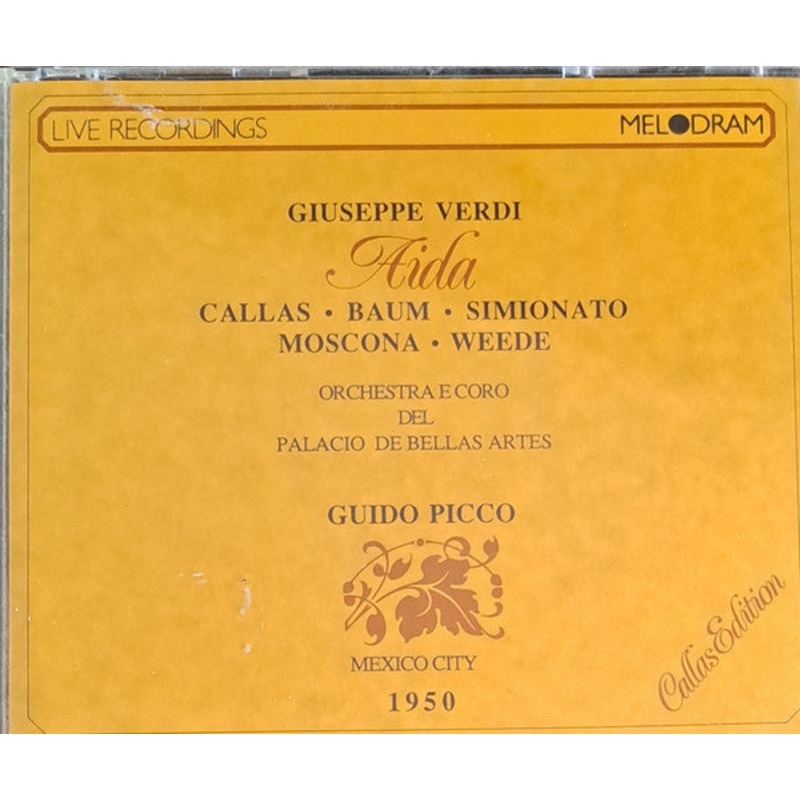 LIVE RECORDINGS MELODRAM
GIUSEPPE VERDI
Aida
CALLAS • BAUM • SIMIONATO
MOSCONA • WEEDE
ORCHESTRA E CORO
DEL
PALACIO DE BELLAS ARTES
GUIDO PICCO
MEXICO CITY
1950
Callas Edition